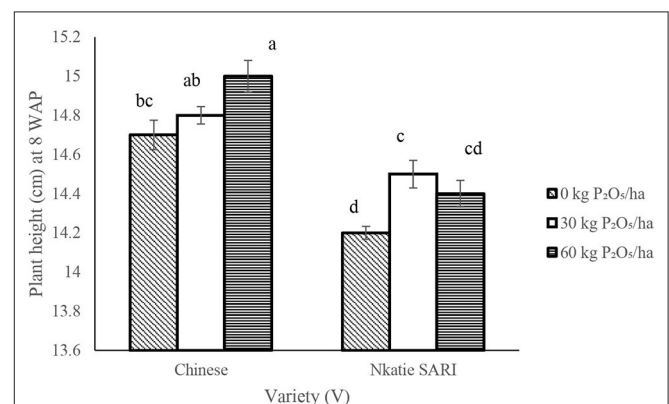 Plant height (cm) at 8 WAP
15.2
15
14.8
14.6
14.4
14.2
14
13.8
13.6
bc
ab
a
d
c
cd
Chinese
Nkatie SARI
Variety (V)
0 kg P₂O₅/ha
30 kg P₂O₅/ha
60 kg P₂O₅/ha